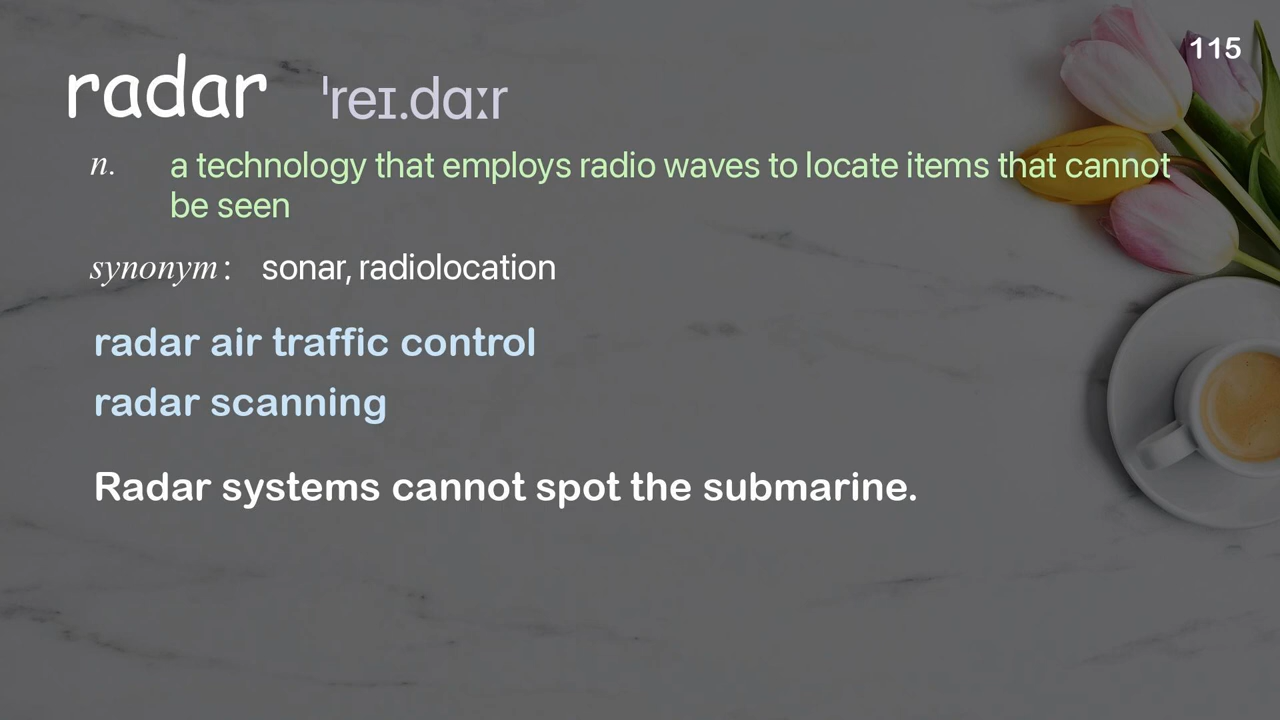 115
radar ˈreɪ.dɑːr
n. a technology that employs radio waves to locate items that cannot
be seen
synonym: sonar, radiolocation
radar air traffic control
radar scanning
Radar systems cannot spot the submarine.